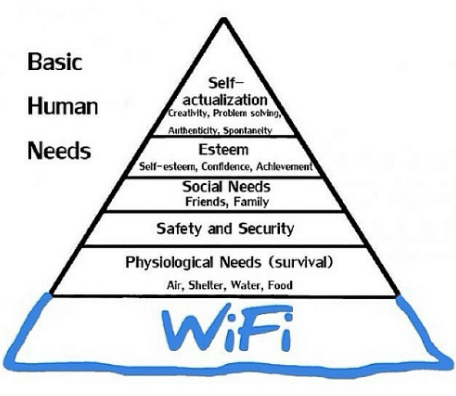 Basic
Human
Needs
Self-
actualization
Creativity, Problem solving,
Authenticity, Spontaneity
Esteem
Self-esteem, Confidence, Achievement
Social Needs
Friends, Family
Safety and Security
Physiological Needs (survival)
Air, Shelter, Water, Food
WiFi